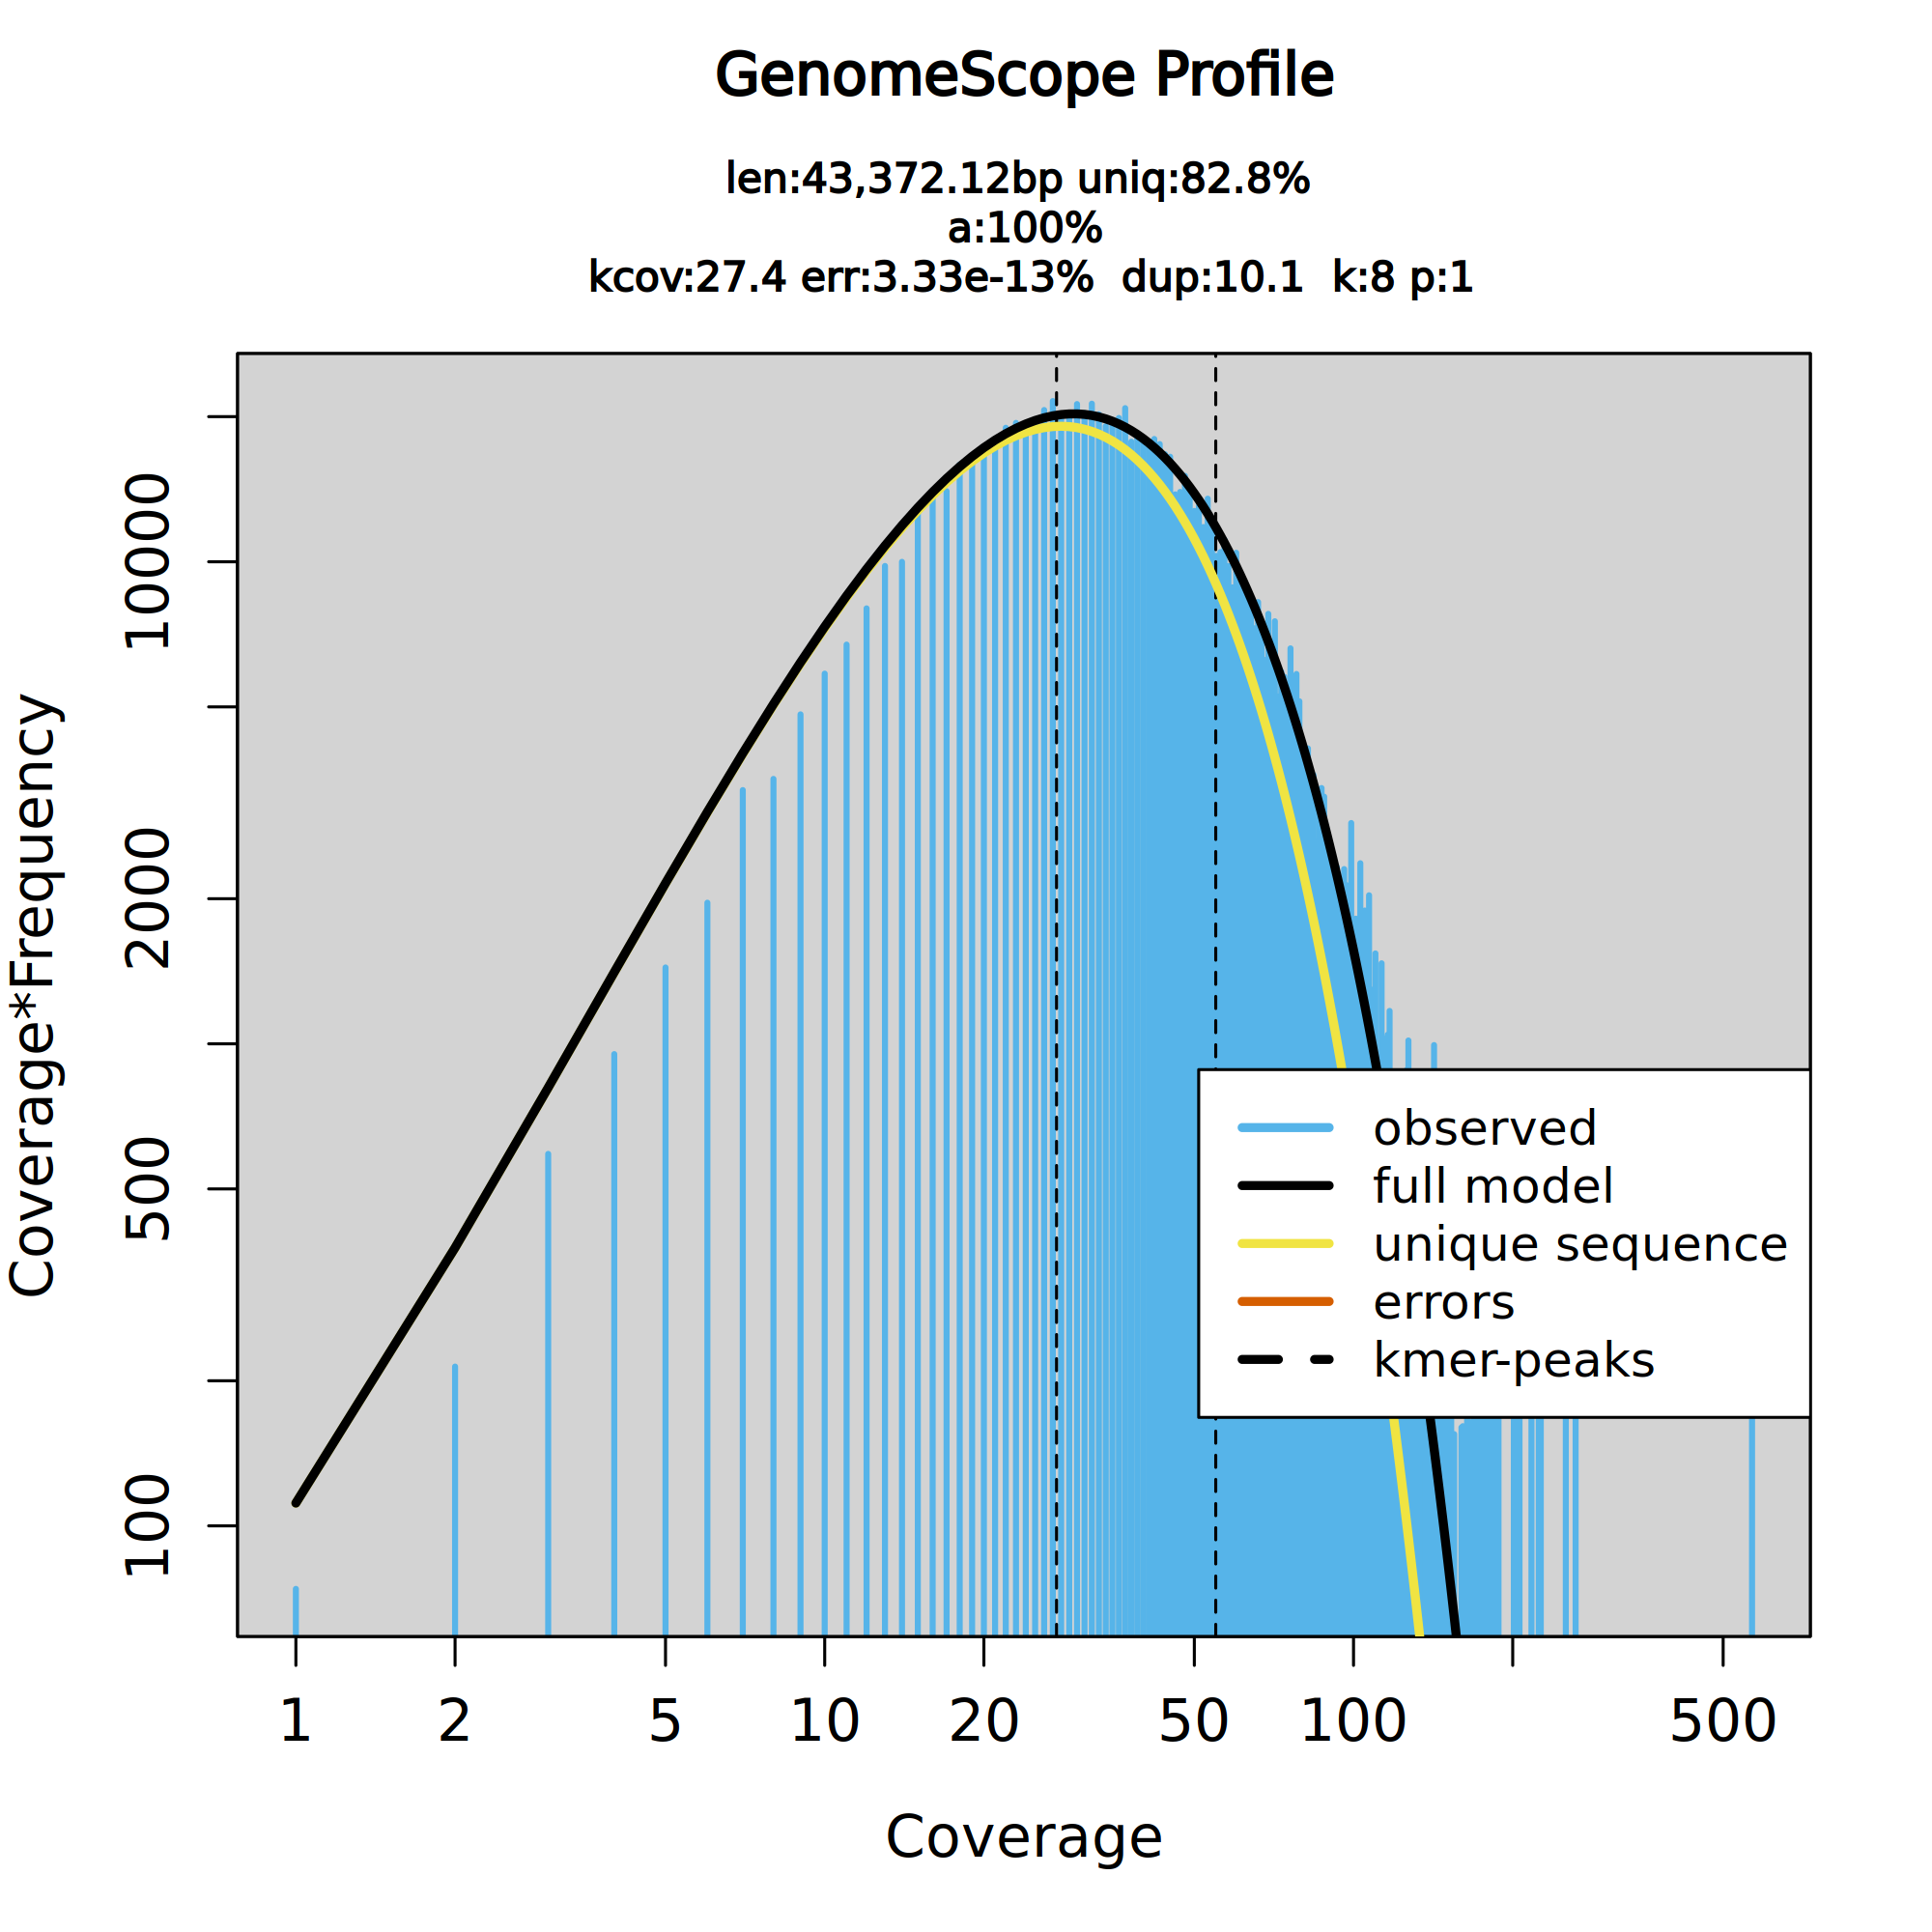 GenomeScope Profile
len:43,372.12bp uniq:82.8%
a:100%
kcov:27.4 err:3.33e-13% dup:10.1 k:8 p:1
Coverage*Frequency
10000
2000
500
100
observed
full model
unique sequence
errors
kmer-peaks
1 2 5 10 20 50 100 500
Coverage